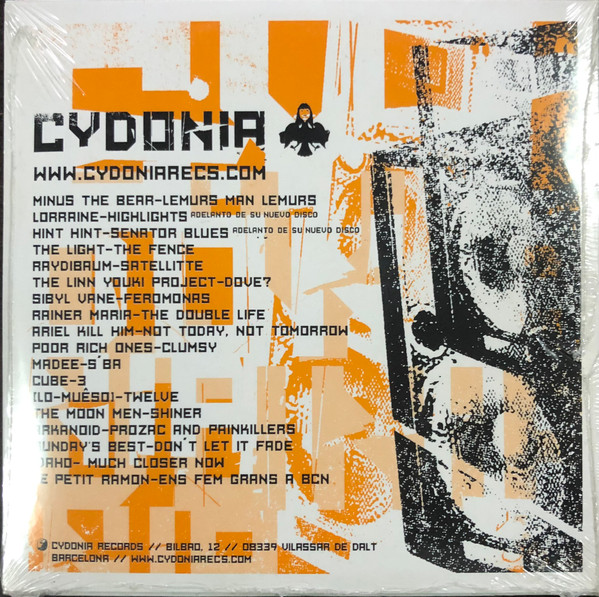 CYDONIA
WWW.CYDONIARECS.COM
MINUS THE BEAR-LEMURS MAN LEMURS
LORRAINE-HIGHLIGHTS ADELANTO DE SU NUEVO DISCO
HINT HINT-SENATOR BLUES ADELANTO DE SU NUEVO DISCO
THE LIGHT-THE FENCE
RAYDIBAUM-SATELLITTE
THE LINN YOUKI PROJECT-DOVE?
SIBYL VANE-FEROMONAS
RAINER MARIA-THE DOUBLE LIFE
ARIEL KILL HIM-NOT TODAY, NOT TOMORROW
POOR RICH ONES-CLUMSY
MADEE-S´BA
CUBE-3
[LO-MUÊSO]-TWELVE
THE MOON MEN-SHINER
ARKANOID-PROZAC AND PAINKILLERS
SUNDAY'S BEST-DON´T LET IT FADE
IDAHO- MUCH CLOSER NOW
LE PETIT RAMON-ENS FEM GRANS A BCN
CYDONIA RECORDS // BILBAO, 12 // 08339 VILASSAR DE DALT
BARCELONA // WWW.CYDONIARECS.COM